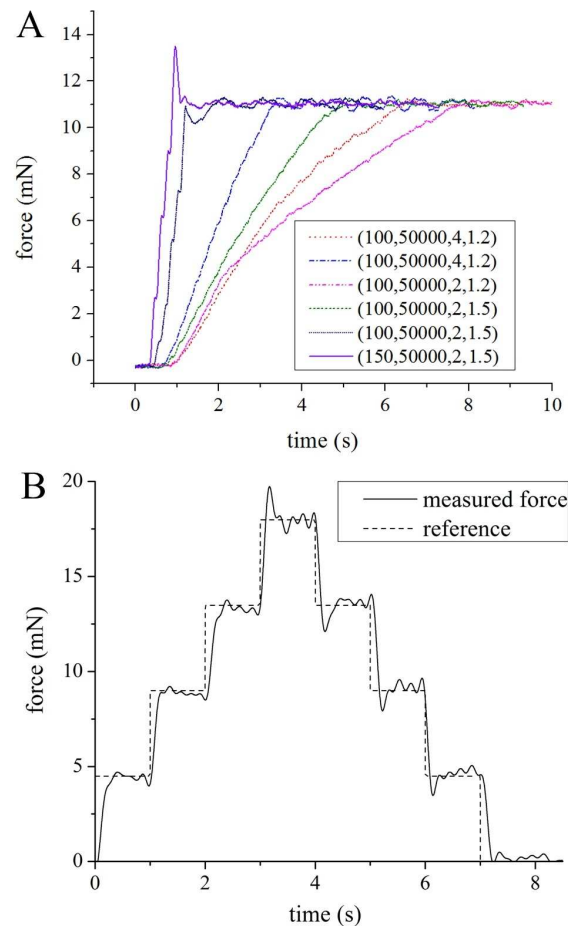 A
14
12
10
8
6
4
2
0
force (mN)
(100,50000,4,1.2)
(100,50000,4,1.2)
(100,50000,2,1.2)
(100,50000,2,1.5)
(100,50000,2,1.5)
(150,50000,2,1.5)
0 2 4 6 8 10
time (s)
B
20
15
10
5
0
force (mN)
measured force
reference
0 2 4 6 8
time (s)